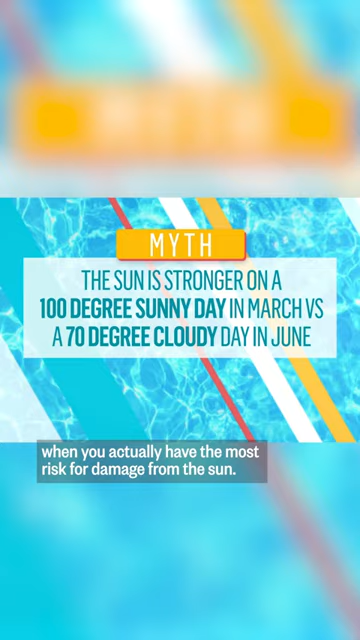 MYTH
THE SUN IS STRONGER ON A
100 DEGREE SUNNY DAY IN MARCH VS
A 70 DEGREE CLOUDY DAY IN JUNE
when you actually have the most
risk for damage from the sun.